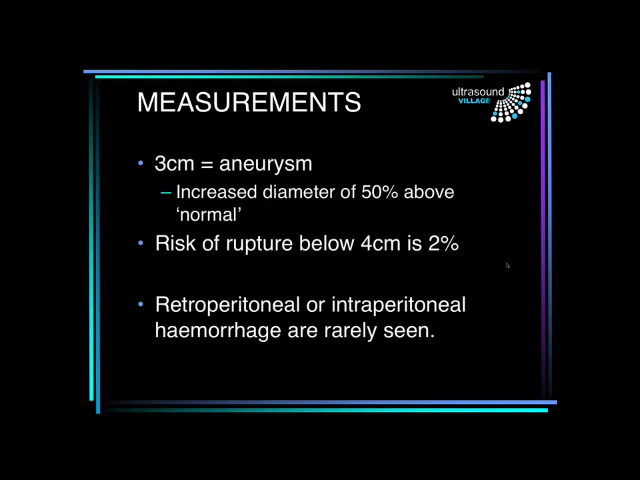 MEASUREMENTS
ultrasound
VILLAGE
• 3cm = aneurysm
– Increased diameter of 50% above
‘normal’
• Risk of rupture below 4cm is 2%
• Retroperitoneal or intraperitoneal
haemorrhage are rarely seen.